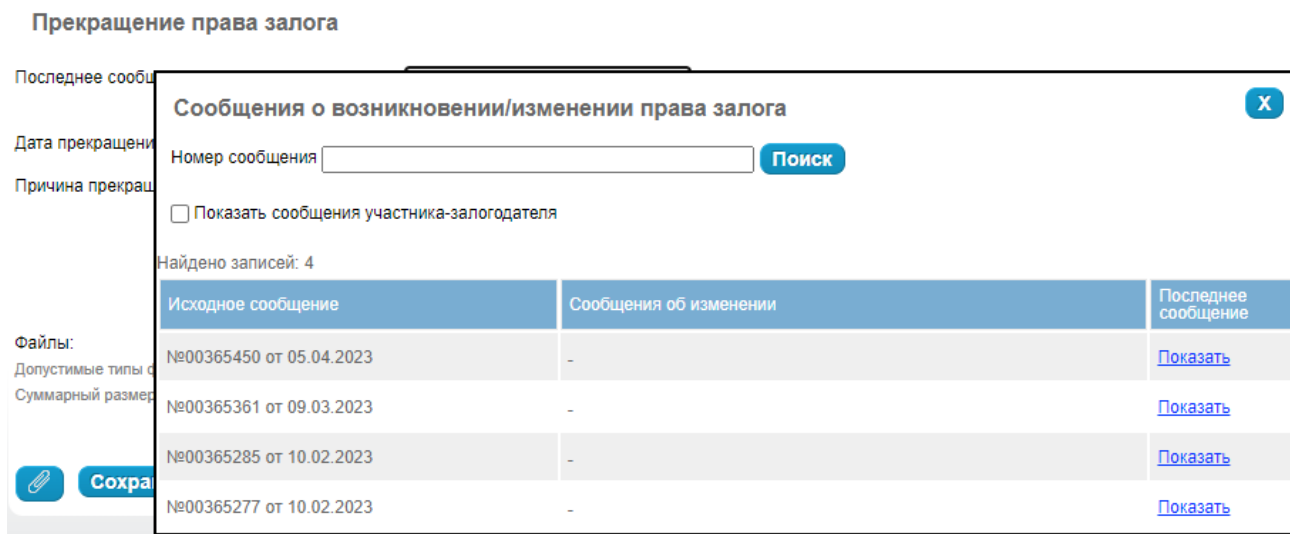 Прекращение права залога
Последнее сообщ
Сообщения о возникновении/изменении права залога
X
Дата прекращени
Номер сообщения
Поиск
Причина прекращ
Показать сообщения участника-залогодателя
Найдено записей: 4
Исходное сообщение
Сообщения об изменении
Последнее
сообщение
Файлы:
Допустимые типы
Суммарный размер
№00365450 от 05.04.2023
-
Показать
№00365361 от 09.03.2023
-
Показать
№00365285 от 10.02.2023
-
Показать
№00365277 от 10.02.2023
-
Показать
Сохра